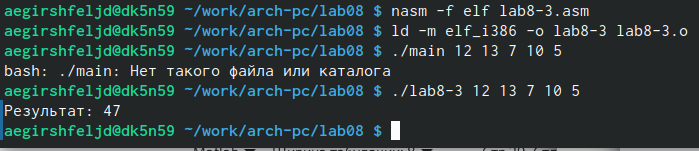 aegirshfeljd@dk5n59 ~/work/arch-pc/lab08 $ nasm -f elf lab8-3.asm
aegirshfeljd@dk5n59 ~/work/arch-pc/lab08 $ ld -m elf_i386 -o lab8-3 lab8-3.o
aegirshfeljd@dk5n59 ~/work/arch-pc/lab08 $ ./main 12 13 7 10 5
bash: ./main: Нет такого файла или каталога
aegirshfeljd@dk5n59 ~/work/arch-pc/lab08 $ ./lab8-3 12 13 7 10 5
Результат: 47
aegirshfeljd@dk5n59 ~/work/arch-pc/lab08 $